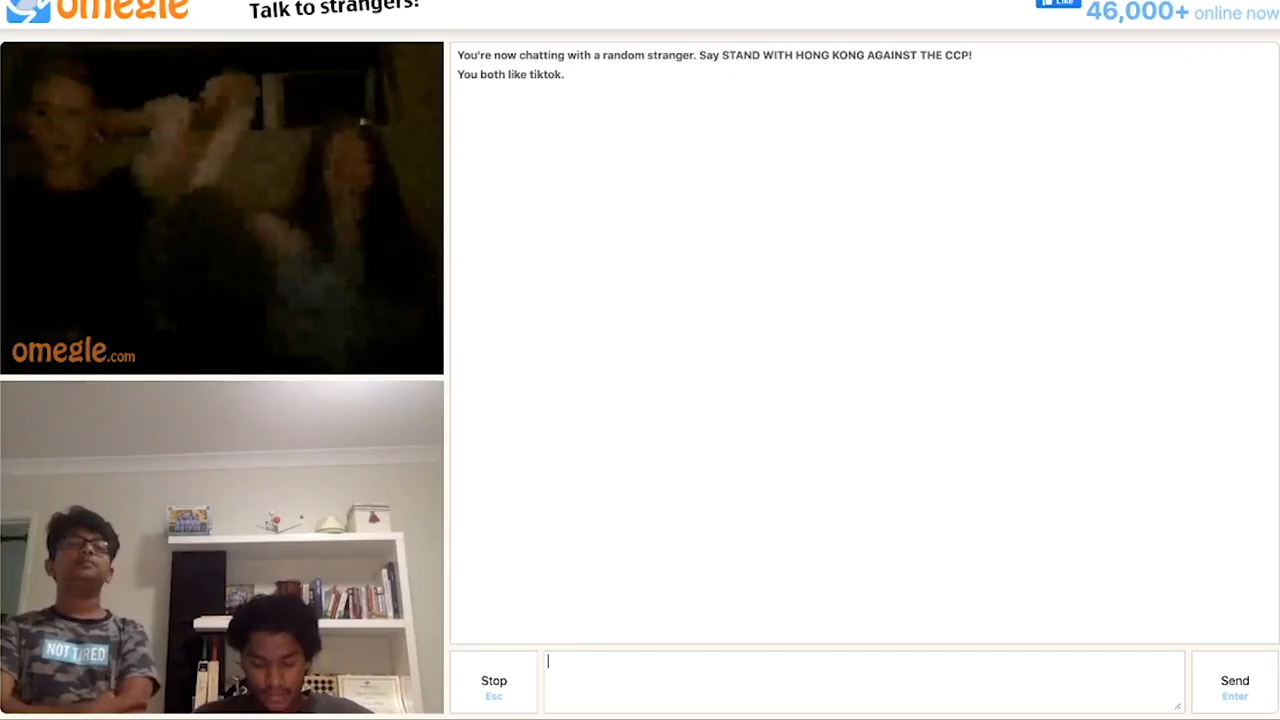 omegle
Talk to strangers!
Like
46,000+ online now
You're now chatting with a random stranger. Say STAND WITH HONG KONG AGAINST THE CCP!
You both like tiktok.
omegle.com
NOT TIRED
Stop
Esc
Send
Enter